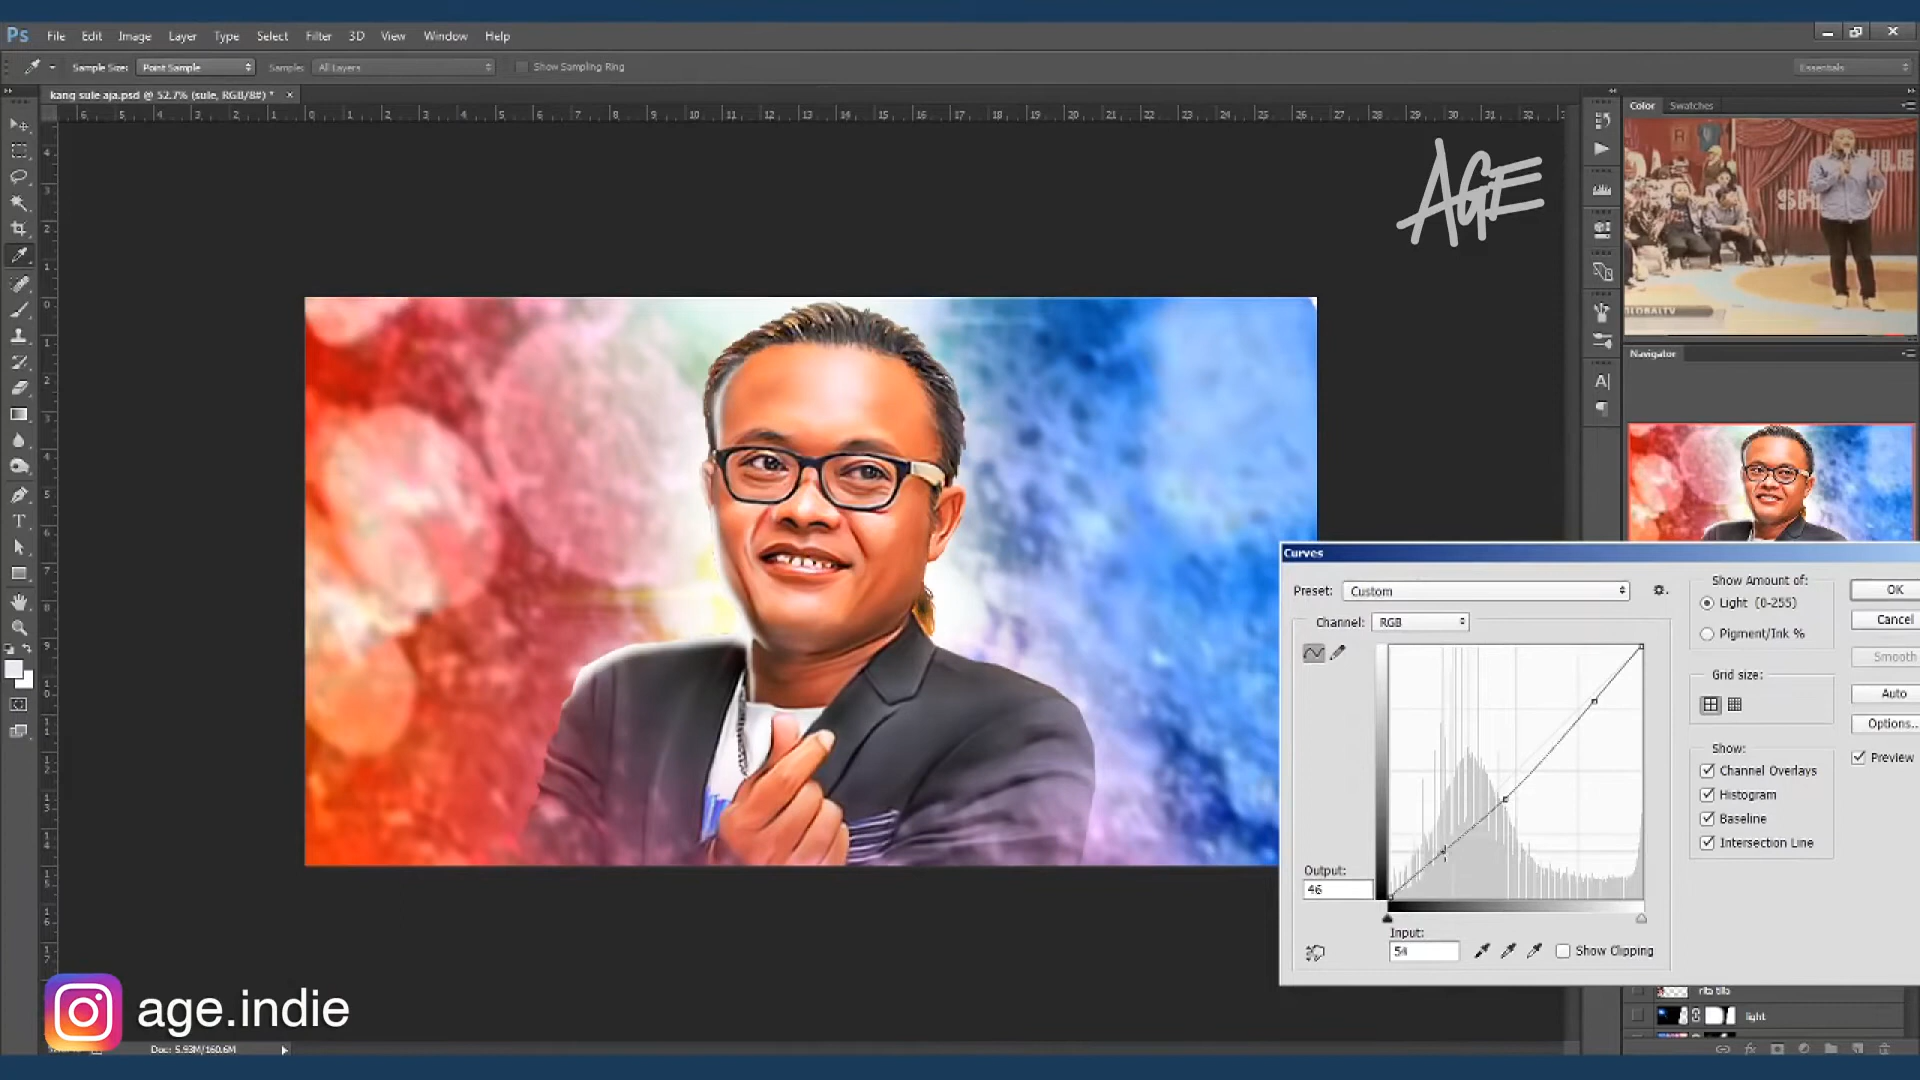 Ps File Edit Image Layer Type Select Filter 3D View Window Help
Sample Size: Point Sample Sample: All Layers Show Sampling Ring Essentials
kang sule aja.psd @ 52.7% (sule, RGB/8#) * ×
Color Swatches
AGE
GLOBALTV
Navigator
Curves
Preset: Custom
Channel: RGB
Output:
46
Input:
54
Show Clipping
Show Amount of:
Light (0-255)
Pigment/Ink %
Grid size:
Show:
Channel Overlays
Histogram
Baseline
Intersection Line
OK
Cancel
Smooth
Auto
Options...
Preview
light
age.indie
Doc: 5.93M/160.6M